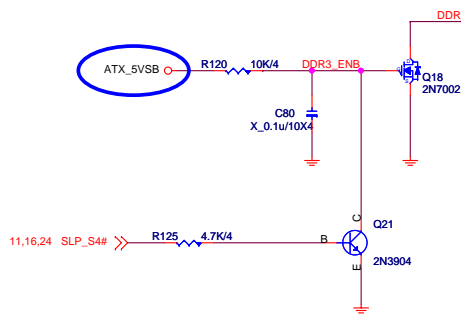 DDR
ATX_5VSB
R120
10K/4
DDR3_ENB
Q18
2N7002
C80
X_0.1u/10X4
11,16,24
SLP_S4#
R125
4.7K/4
B
C
E
Q21
2N3904